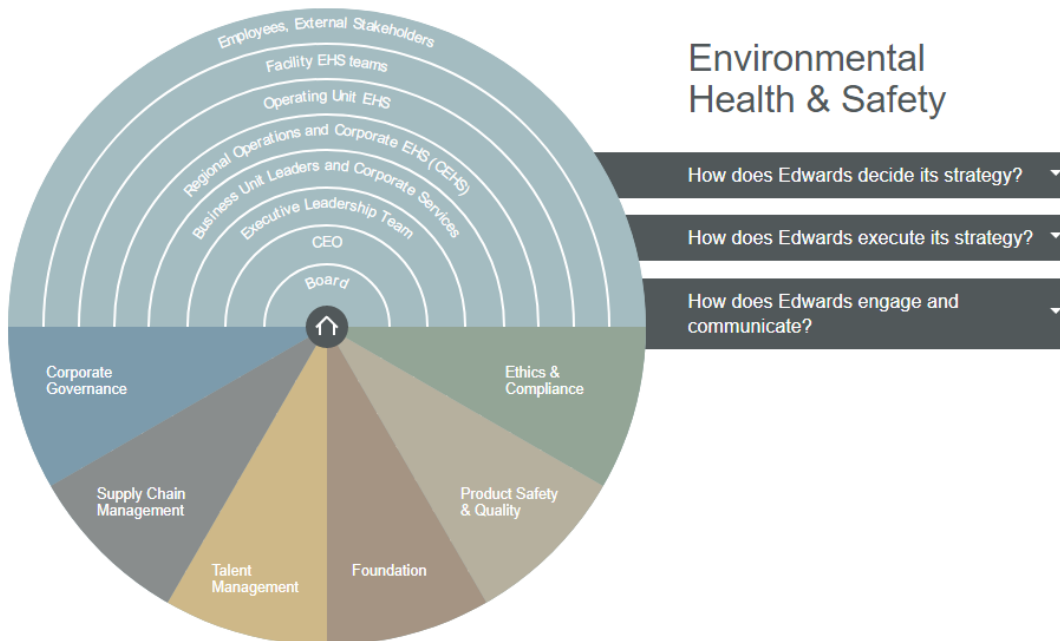 Employees, External Stakeholders
Facility EHS teams
Operating Unit EHS
Regional Operations and Corporate EHS (CEHS)
Business Unit Leaders and Corporate Services
Executive Leadership Team
CEO
Board
Corporate
Governance
Supply Chain
Management
Talent
Management
Foundation
Product Safety
& Quality
Ethics &
Compliance
Environmental
Health & Safety
How does Edwards decide its strategy?
How does Edwards execute its strategy?
How does Edwards engage and
communicate?